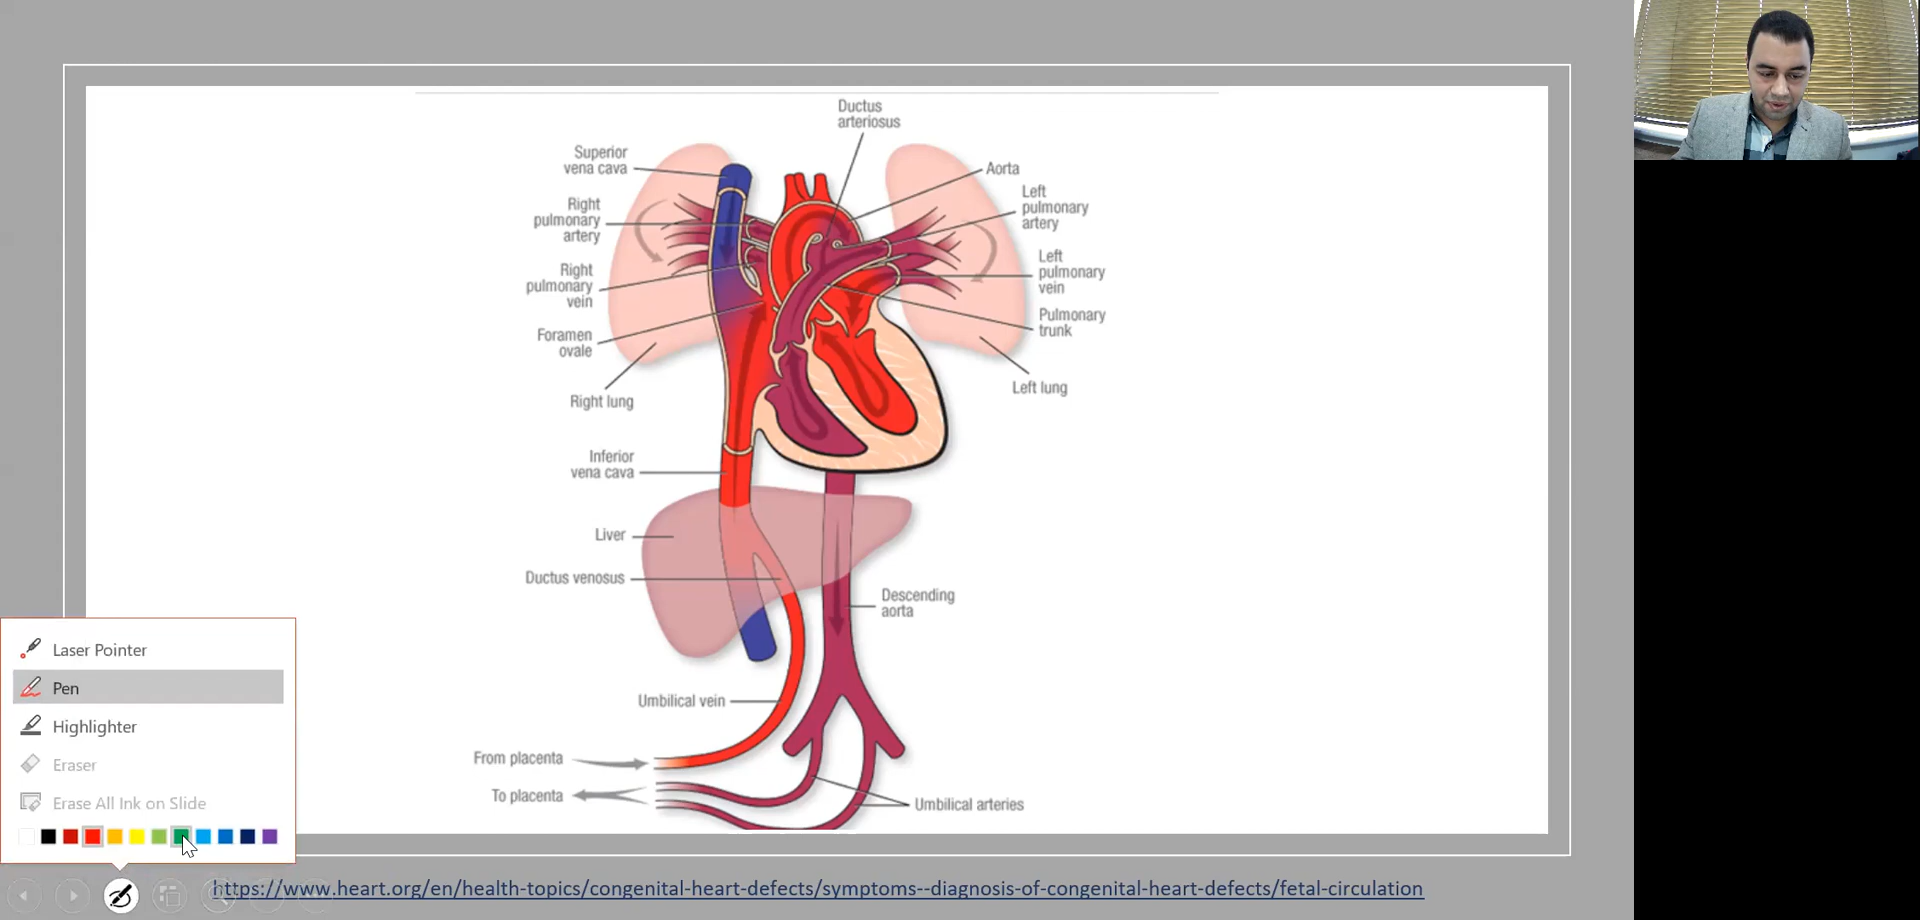 Ductus
arteriosus
Superior
vena cava
Aorta
Right
pulmonary
artery
Left
pulmonary
artery
Right
pulmonary
vein
Left
pulmonary
vein
Foramen
ovale
Pulmonary
trunk
Right lung
Left lung
Inferior
vena cava
Liver
Ductus venosus
Descending
aorta
Umbilical vein
From placenta
To placenta
Umbilical arteries
Laser Pointer
Pen
Highlighter
Eraser
Erase All Ink on Slide
https://www.heart.org/en/health-topics/congenital-heart-defects/symptoms--diagnosis-of-congenital-heart-defects/fetal-circulation